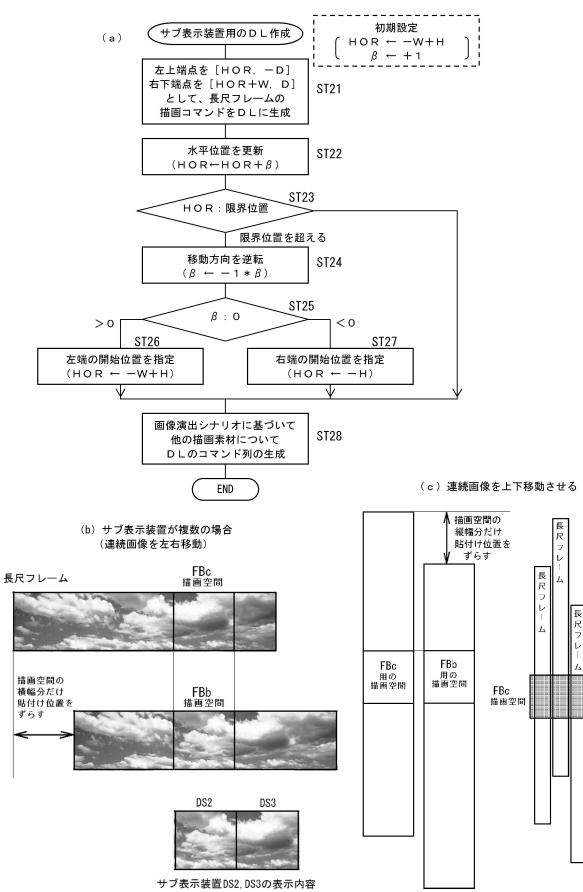 (a)
サブ表示装置用のDL作成
初期設定
HOR ← −W+H
β ← +1
左上端点を［HOR, −D］
右下端点を［HOR+W, D］
として、長尺フレームの
描画コマンドをDLに生成
ST21
水平位置を更新
(HOR←HOR+β)
ST22
ST23
HOR:限界位置
限界位置を超える
移動方向を逆転
(β ← −1*β)
ST24
ST25
β:0
>0
<0
ST26
左端の開始位置を指定
(HOR ← −W+H)
ST27
右端の開始位置を指定
(HOR ← −H)
画像演出シナリオに基づいて
他の描画素材について
DLのコマンド列の生成
ST28
END
(b) サブ表示装置が複数の場合
(連続画像を左右移動)
長尺フレーム
FBc
描画空間
描画空間の
横幅分だけ
貼付け位置を
ずらす
FBb
描画空間
DS2
DS3
サブ表示装置DS2,DS3の表示内容
(c)連続画像を上下移動させる
描画空間の
縦幅分だけ
貼付け位置を
ずらす
FBc
用の
描画空間
FBb
用の
描画空間
FBc
描画空間
長尺フレーム
長尺フレーム
長尺フレーム